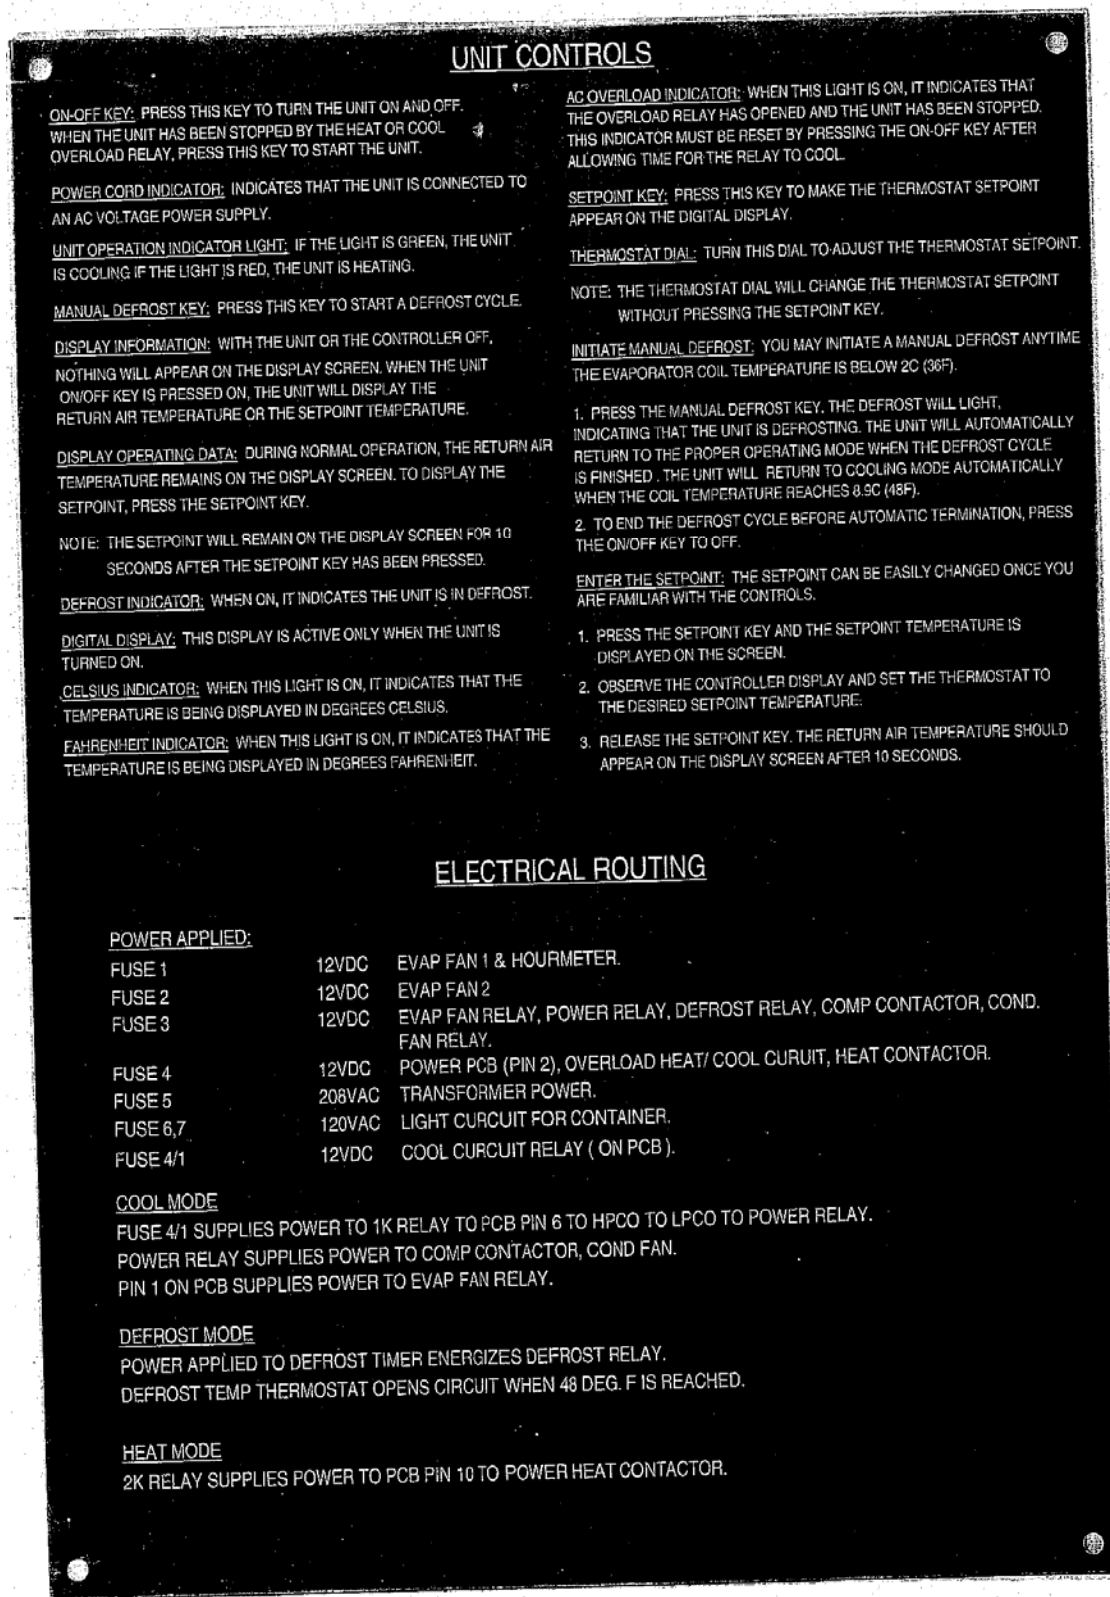 UNIT CONTROLS
ON-OFF KEY: PRESS THIS KEY TO TURN THE UNIT ON AND OFF.
WHEN THE UNIT HAS BEEN STOPPED BY THE HEAT OR COOL
OVERLOAD RELAY, PRESS THIS KEY TO START THE UNIT.
POWER CORD INDICATOR: INDICATES THAT THE UNIT IS CONNECTED TO
AN AC VOLTAGE POWER SUPPLY.
UNIT OPERATION INDICATOR LIGHT: IF THE LIGHT IS GREEN, THE UNIT
IS COOLING IF THE LIGHT IS RED, THE UNIT IS HEATING.
MANUAL DEFROST KEY: PRESS THIS KEY TO START A DEFROST CYCLE.
DISPLAY INFORMATION: WITH THE UNIT OR THE CONTROLLER OFF,
NOTHING WILL APPEAR ON THE DISPLAY SCREEN. WHEN THE UNIT
ON/OFF KEY IS PRESSED ON, THE UNIT WILL DISPLAY THE
RETURN AIR TEMPERATURE OR THE SETPOINT TEMPERATURE.
DISPLAY OPERATING DATA: DURING NORMAL OPERATION, THE RETURN AIR
TEMPERATURE REMAINS ON THE DISPLAY SCREEN. TO DISPLAY THE
SETPOINT, PRESS THE SETPOINT KEY.
NOTE: THE SETPOINT WILL REMAIN ON THE DISPLAY SCREEN FOR 10
SECONDS AFTER THE SETPOINT KEY HAS BEEN PRESSED.
DEFROST INDICATOR: WHEN ON, IT INDICATES THE UNIT IS IN DEFROST.
DIGITAL DISPLAY: THIS DISPLAY IS ACTIVE ONLY WHEN THE UNIT IS
TURNED ON.
CELSIUS INDICATOR: WHEN THIS LIGHT IS ON, IT INDICATES THAT THE
TEMPERATURE IS BEING DISPLAYED IN DEGREES CELSIUS.
FAHRENHEIT INDICATOR: WHEN THIS LIGHT IS ON, IT INDICATES THAT THE
TEMPERATURE IS BEING DISPLAYED IN DEGREES FAHRENHEIT.
AC OVERLOAD INDICATOR: WHEN THIS LIGHT IS ON, IT INDICATES THAT
THE OVERLOAD RELAY HAS OPENED AND THE UNIT HAS BEEN STOPPED.
THIS INDICATOR MUST BE RESET BY PRESSING THE ON-OFF KEY AFTER
ALLOWING TIME FOR THE RELAY TO COOL.
SETPOINT KEY: PRESS THIS KEY TO MAKE THE THERMOSTAT SETPOINT
APPEAR ON THE DIGITAL DISPLAY.
THERMOSTAT DIAL: TURN THIS DIAL TO ADJUST THE THERMOSTAT SETPOINT.
NOTE: THE THERMOSTAT DIAL WILL CHANGE THE THERMOSTAT SETPOINT
WITHOUT PRESSING THE SETPOINT KEY.
INITIATE MANUAL DEFROST: YOU MAY INITIATE A MANUAL DEFROST ANYTIME
THE EVAPORATOR COIL TEMPERATURE IS BELOW 2C (36F).
1. PRESS THE MANUAL DEFROST KEY. THE DEFROST WILL LIGHT,
INDICATING THAT THE UNIT IS DEFROSTING. THE UNIT WILL AUTOMATICALLY
RETURN TO THE PROPER OPERATING MODE WHEN THE DEFROST CYCLE
IS FINISHED . THE UNIT WILL RETURN TO COOLING MODE AUTOMATICALLY
WHEN THE COIL TEMPERATURE REACHES 8.9C (48F).
2. TO END THE DEFROST CYCLE BEFORE AUTOMATIC TERMINATION, PRESS
THE ON/OFF KEY TO OFF.
ENTER THE SETPOINT: THE SETPOINT CAN BE EASILY CHANGED ONCE YOU
ARE FAMILIAR WITH THE CONTROLS.
1. PRESS THE SETPOINT KEY AND THE SETPOINT TEMPERATURE IS
DISPLAYED ON THE SCREEN.
2. OBSERVE THE CONTROLLER DISPLAY AND SET THE THERMOSTAT TO
THE DESIRED SETPOINT TEMPERATURE.
3. RELEASE THE SETPOINT KEY. THE RETURN AIR TEMPERATURE SHOULD
APPEAR ON THE DISPLAY SCREEN AFTER 10 SECONDS.
ELECTRICAL ROUTING
POWER APPLIED:
FUSE 1 12VDC EVAP FAN 1 & HOURMETER.
FUSE 2 12VDC EVAP FAN 2
FUSE 3 12VDC EVAP FAN RELAY, POWER RELAY, DEFROST RELAY, COMP CONTACTOR, COND.
FAN RELAY.
FUSE 4 12VDC POWER PCB (PIN 2), OVERLOAD HEAT/ COOL CURUIT, HEAT CONTACTOR.
FUSE 5 208VAC TRANSFORMER POWER.
FUSE 6,7 120VAC LIGHT CURCUIT FOR CONTAINER.
FUSE 4/1 12VDC COOL CURCUIT RELAY ( ON PCB ).
COOL MODE
FUSE 4/1 SUPPLIES POWER TO 1K RELAY TO PCB PIN 6 TO HPCO TO LPCO TO POWER RELAY.
POWER RELAY SUPPLIES POWER TO COMP CONTACTOR, COND FAN.
PIN 1 ON PCB SUPPLIES POWER TO EVAP FAN RELAY.
DEFROST MODE
POWER APPLIED TO DEFROST TIMER ENERGIZES DEFROST RELAY.
DEFROST TEMP THERMOSTAT OPENS CIRCUIT WHEN 48 DEG. F IS REACHED.
HEAT MODE
2K RELAY SUPPLIES POWER TO PCB PIN 10 TO POWER HEAT CONTACTOR.